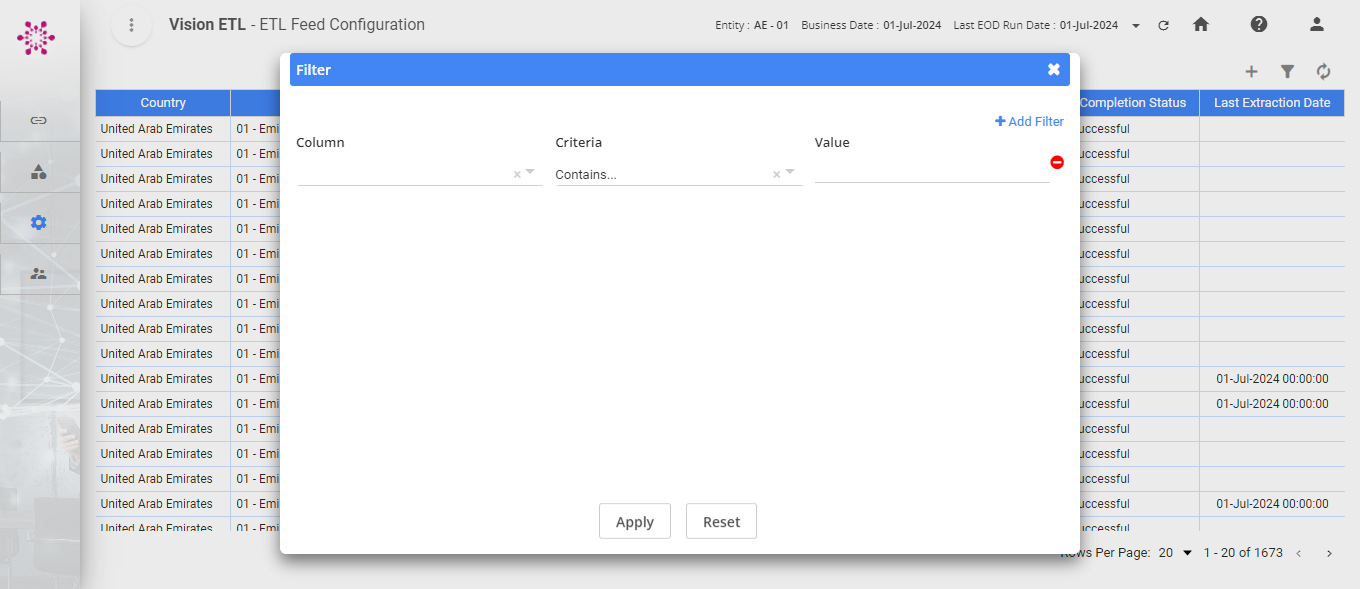 Vision ETL - ETL Feed Configuration
Entity : AE - 01 Business Date : 01-Jul-2024 Last EOD Run Date : 01-Jul-2024
Filter
Add Filter
Column Criteria Value
Contains...
Apply Reset
Country Completion Status Last Extraction Date
United Arab Emirates 01 - Emi uccessful
United Arab Emirates 01 - Emi uccessful
United Arab Emirates 01 - Emi uccessful
United Arab Emirates 01 - Emi uccessful
United Arab Emirates 01 - Emi uccessful
United Arab Emirates 01 - Emi uccessful
United Arab Emirates 01 - Emi uccessful
United Arab Emirates 01 - Emi uccessful
United Arab Emirates 01 - Emi uccessful
United Arab Emirates 01 - Emi uccessful
United Arab Emirates 01 - Emi uccessful 01-Jul-2024 00:00:00
United Arab Emirates 01 - Emi uccessful 01-Jul-2024 00:00:00
United Arab Emirates 01 - Emi uccessful
United Arab Emirates 01 - Emi uccessful
United Arab Emirates 01 - Emi uccessful
United Arab Emirates 01 - Emi uccessful 01-Jul-2024 00:00:00
United Arab Emirates 01 - Emi uccessful
Rows Per Page: 20 1 - 20 of 1673